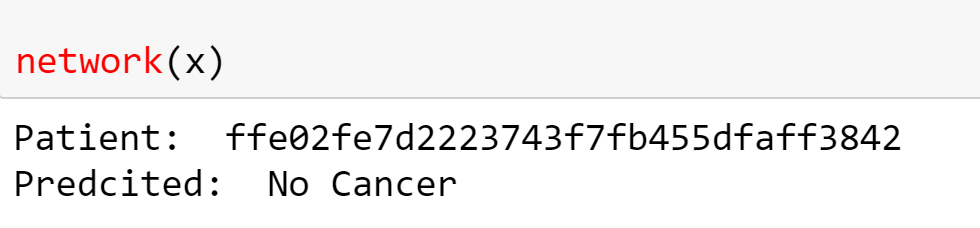 network(x)
Patient:  ffe02fe7d2223743f7fb455dfaff3842
Predcited:  No Cancer